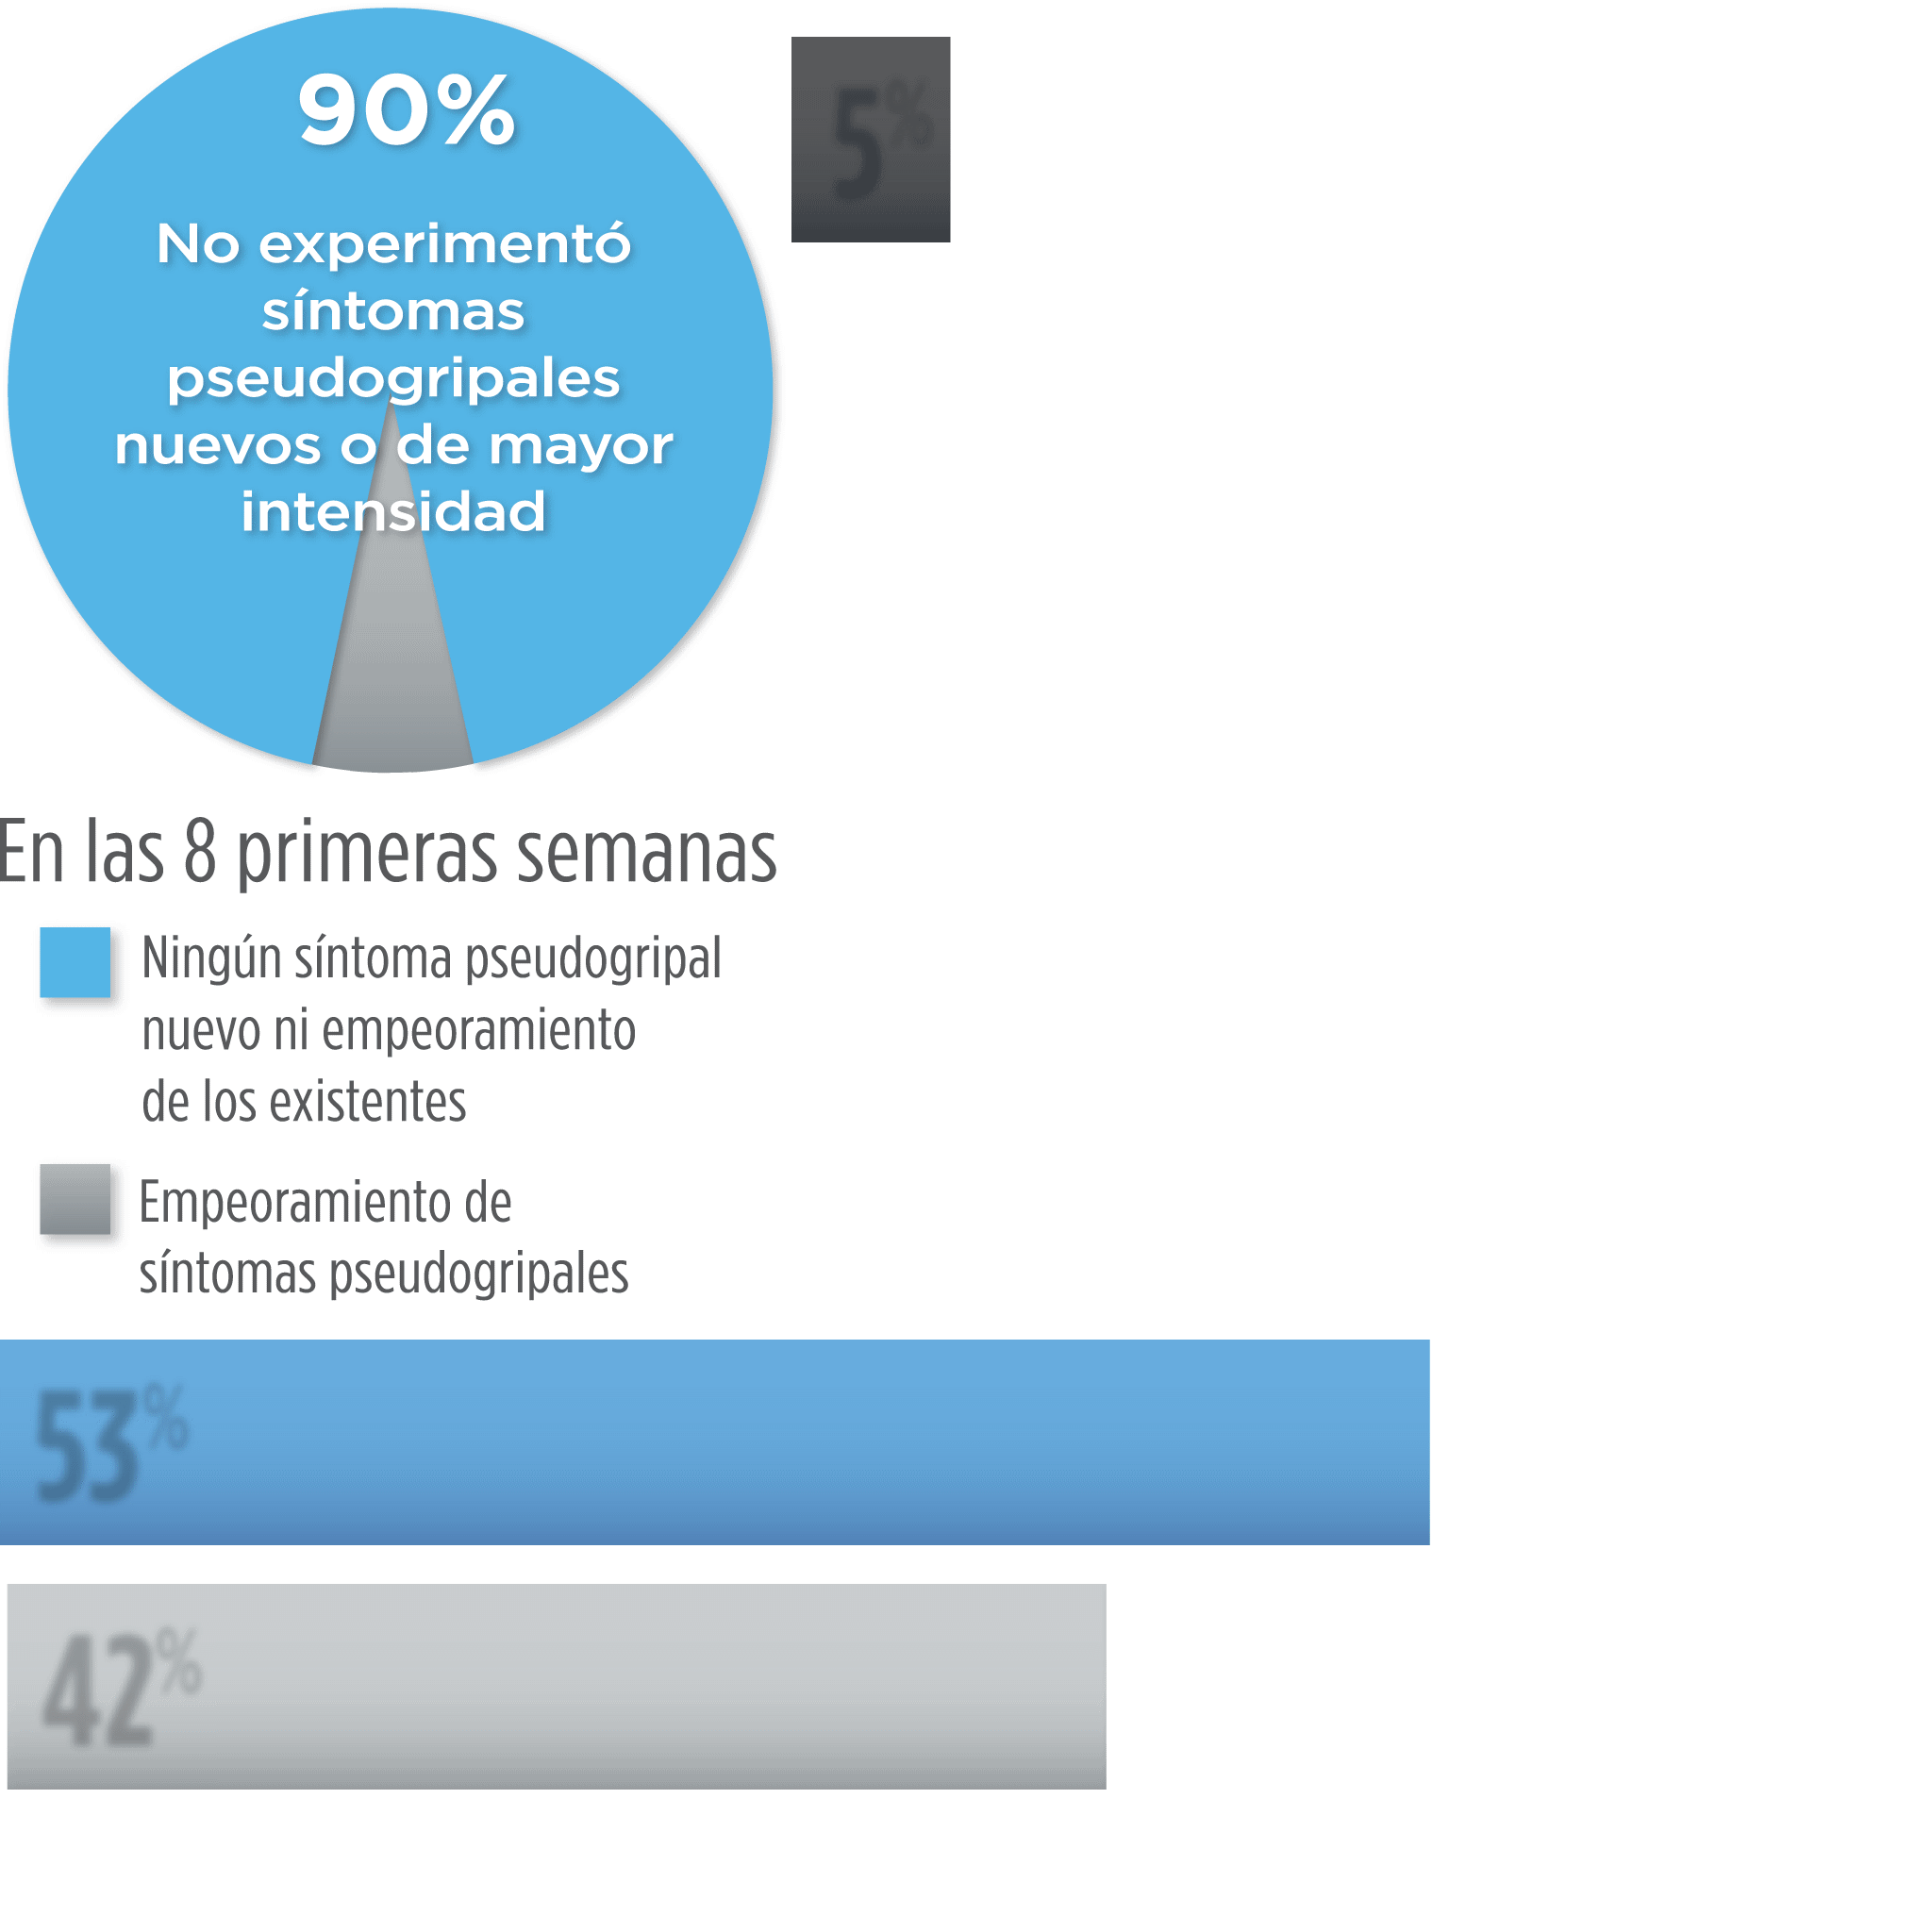 90%
No experimentó
síntomas
pseudogripales
nuevos o de mayor
intensidad
5%
En las 8 primeras semanas
Ningún síntoma pseudogripal
nuevo ni empeoramiento
de los existentes
Empeoramiento de
síntomas pseudogripales
53%
42%